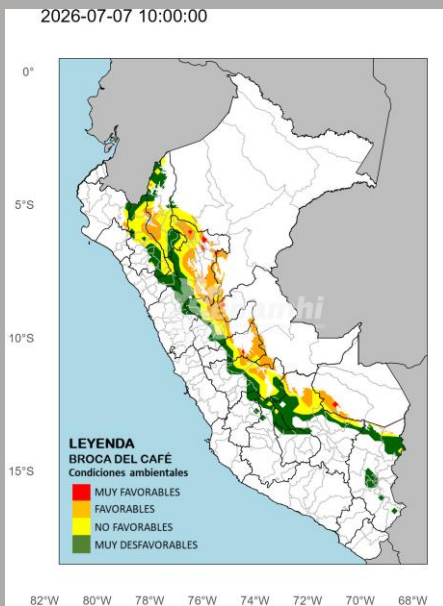 2026-07-07 10:00:00
0°
5°S
10°S
15°S
senamhi
LEYENDA
BROCA DEL CAFÉ
Condiciones ambientales
MUY FAVORABLES
FAVORABLES
NO FAVORABLES
MUY DESFAVORABLES
82°W 80°W 78°W 76°W 74°W 72°W 70°W 68°W